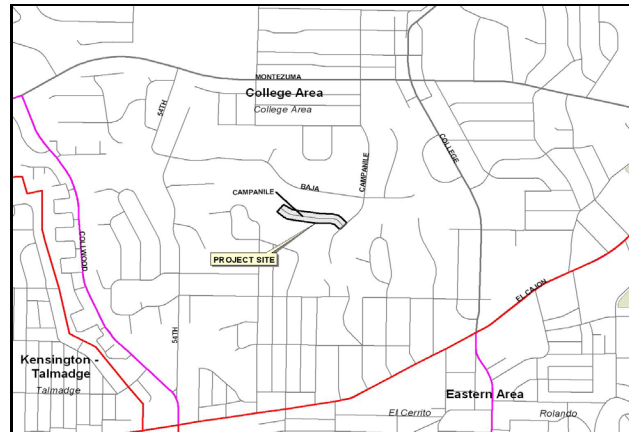 MONTEZUMA
College Area
College Area
54TH
COLLEGE
CAMPANILE
BAJA
CAMPANILE
COLLWOOD
PROJECT SITE
EL CAJON
54TH
Kensington -
Talmadge
Talmadge
Eastern Area
El Cerrito
Rolando